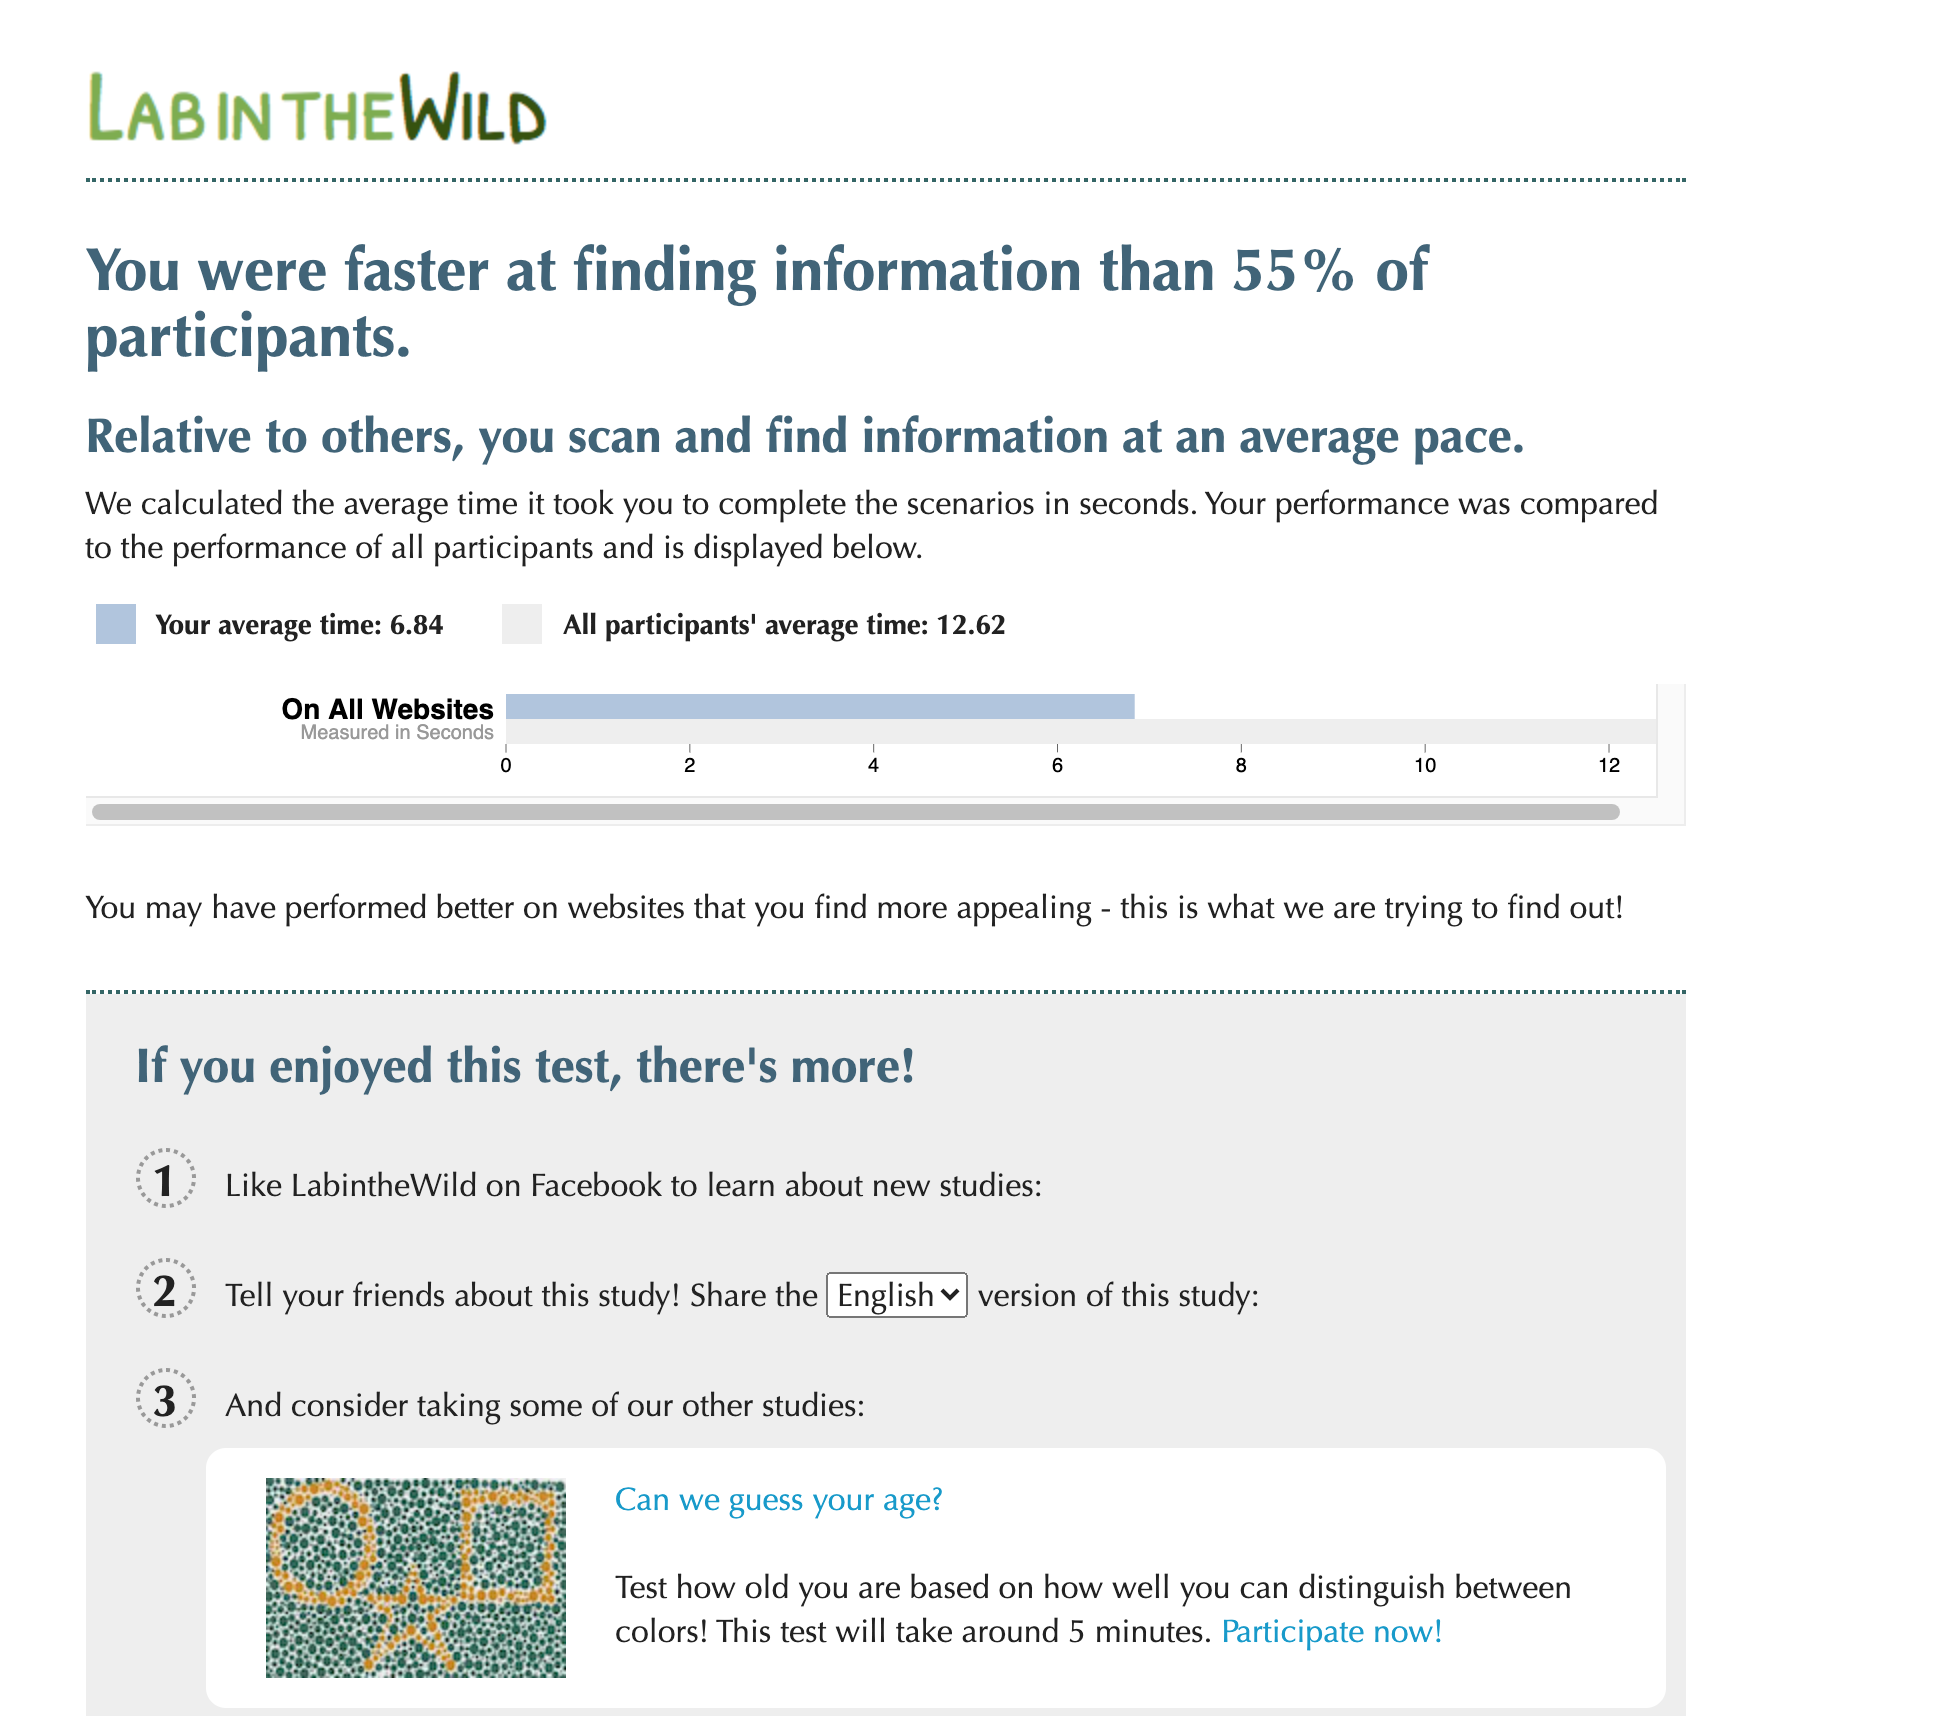 LABINTHEWILD
You were faster at finding information than 55% of
participants.
Relative to others, you scan and find information at an average pace.
We calculated the average time it took you to complete the scenarios in seconds. Your performance was compared
to the performance of all participants and is displayed below.
Your average time: 6.84 All participants' average time: 12.62
On All Websites
Measured in Seconds
0 2 4 6 8 10 12
You may have performed better on websites that you find more appealing - this is what we are trying to find out!
If you enjoyed this test, there's more!
1 Like LabintheWild on Facebook to learn about new studies:
2 Tell your friends about this study! Share the English version of this study:
3 And consider taking some of our other studies:
Can we guess your age?
Test how old you are based on how well you can distinguish between
colors! This test will take around 5 minutes. Participate now!